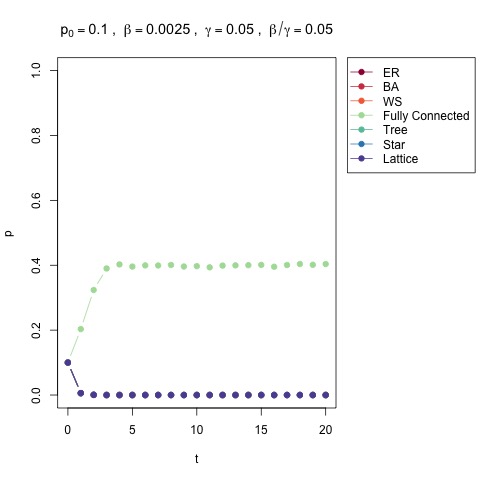 p₀ = 0.1 , β = 0.0025 , γ = 0.05 , β/γ = 0.05
ER
BA
WS
Fully Connected
Tree
Star
Lattice
1.0
0.8
0.6
0.4
0.2
0.0
p
0 5 10 15 20
t